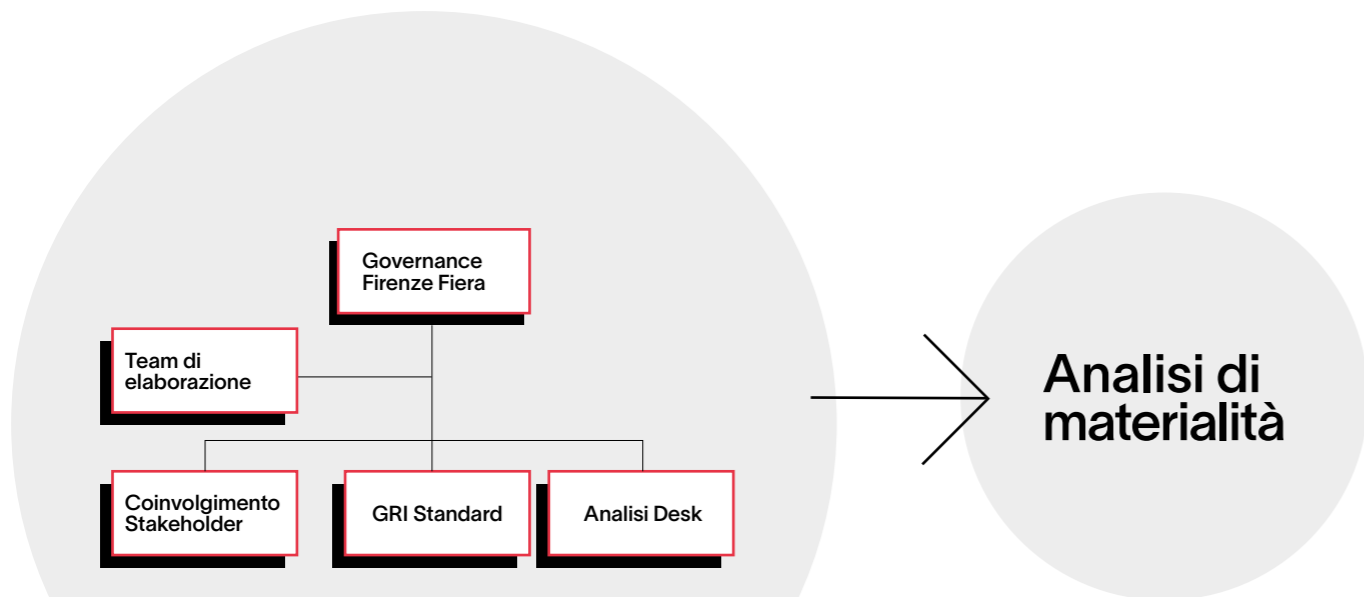 Governance
Firenze Fiera
Team di
elaborazione
Coinvolgimento
Stakeholder
GRI Standard
Analisi Desk
Analisi di
materialità